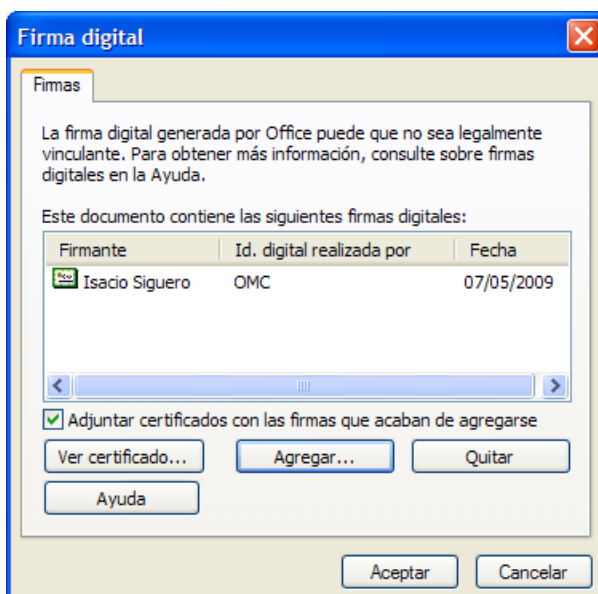 Firma digital
Firmas
La firma digital generada por Office puede que no sea legalmente
vinculante. Para obtener más información, consulte sobre firmas
digitales en la Ayuda.
Este documento contiene las siguientes firmas digitales:
Firmante Id. digital realizada por Fecha
Isacio Siguero OMC 07/05/2009
Adjuntar certificados con las firmas que acaban de agregarse
Ver certificado... Agregar... Quitar
Ayuda
Aceptar Cancelar